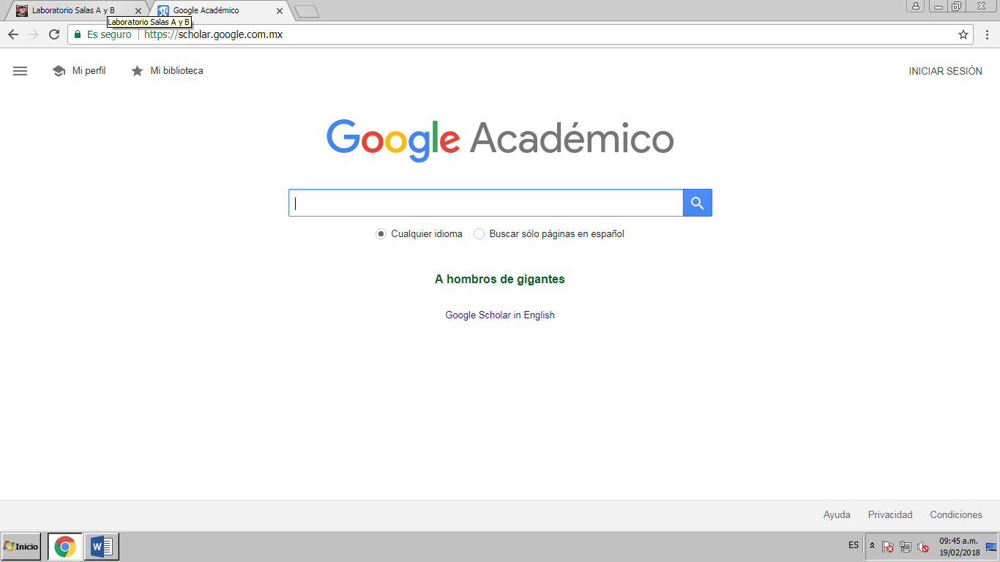 Laboratorio Salas A y B
Google Académico
Laboratorio Salas A y B
Es seguro
https://scholar.google.com.mx
Mi perfil
Mi biblioteca
INICIAR SESIÓN
Google Académico
Cualquier idioma
Buscar sólo páginas en español
A hombros de gigantes
Google Scholar in English
Ayuda
Privacidad
Condiciones
Inicio
ES
09:45 a.m.
19/02/2018